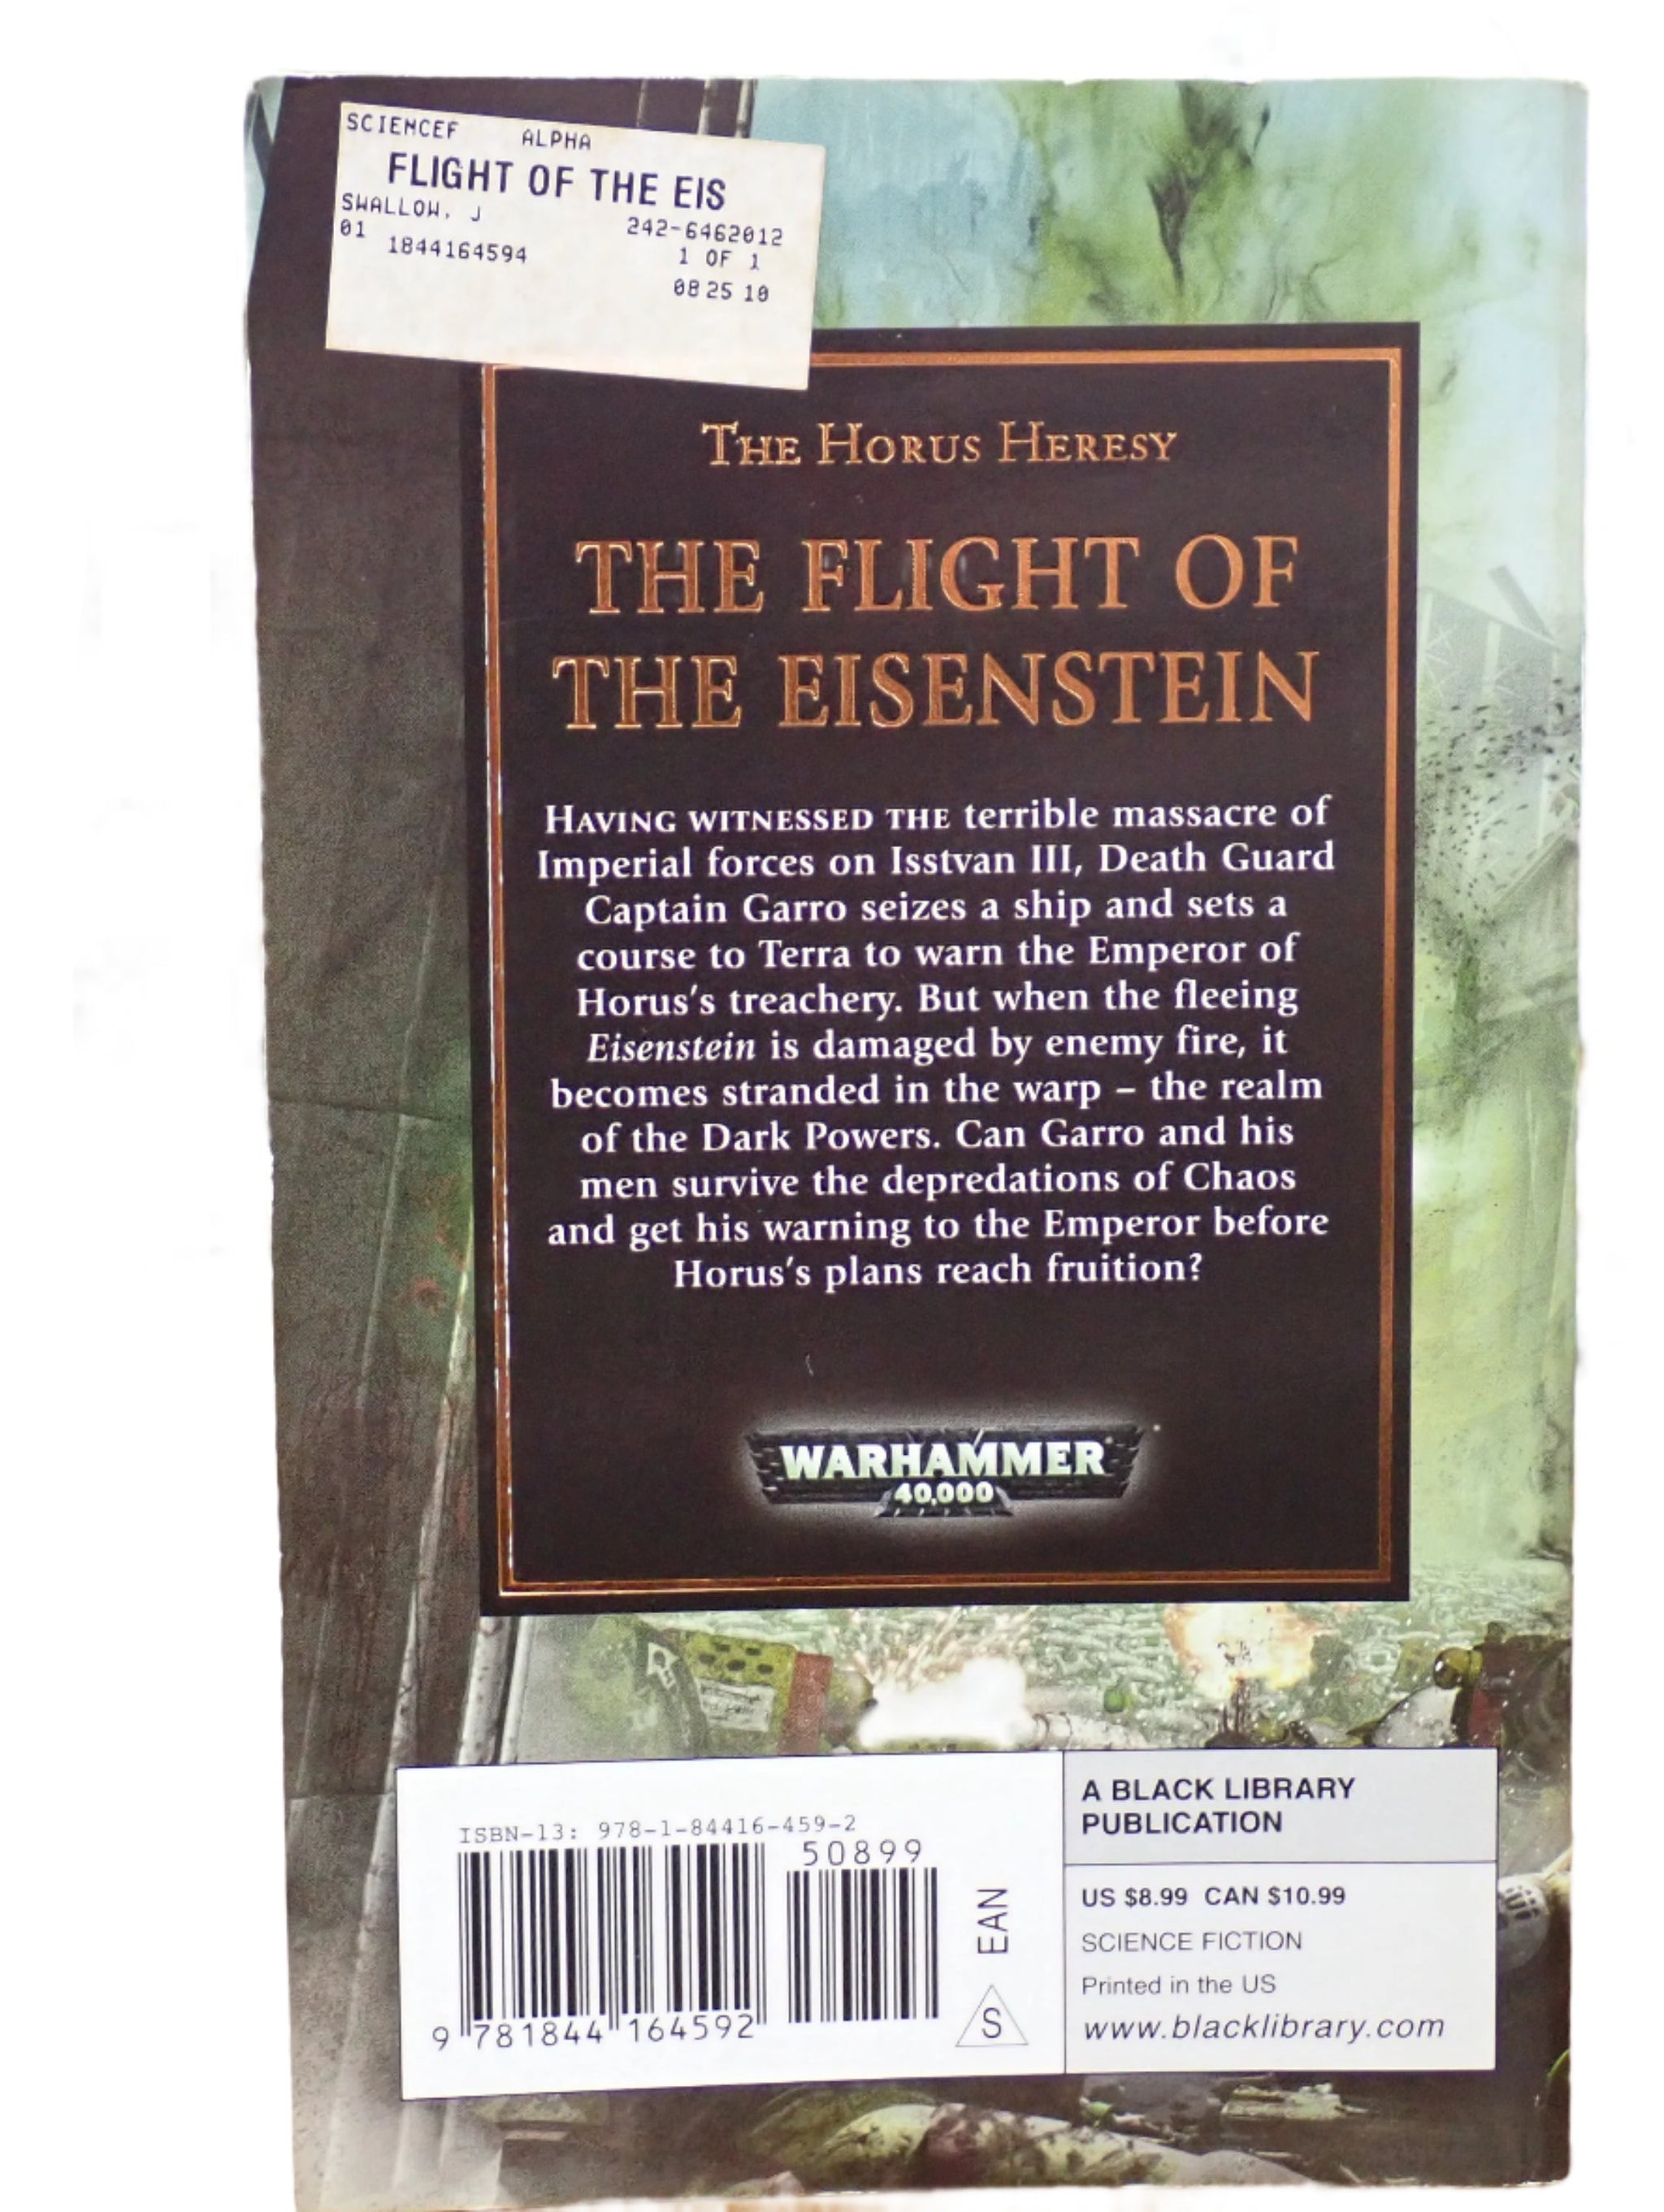 SCIENCEF ALPHA
FLIGHT OF THE EIS
SWALLOW, J 242-6462012
01 1844164594 1 OF 1
08 25 10
THE HORUS HERESY
THE FLIGHT OF
THE EISENSTEIN
HAVING WITNESSED THE terrible massacre of
Imperial forces on Isstvan III, Death Guard
Captain Garro seizes a ship and sets a
course to Terra to warn the Emperor of
Horus's treachery. But when the fleeing
Eisenstein is damaged by enemy fire, it
becomes stranded in the warp – the realm
of the Dark Powers. Can Garro and his
men survive the depredations of Chaos
and get his warning to the Emperor before
Horus's plans reach fruition?
WARHAMMER
40,000
ISBN-13: 978-1-84416-459-2
50899
9 781844 164592
EAN
S
A BLACK LIBRARY
PUBLICATION
US $8.99 CAN $10.99
SCIENCE FICTION
Printed in the US
www.blacklibrary.com